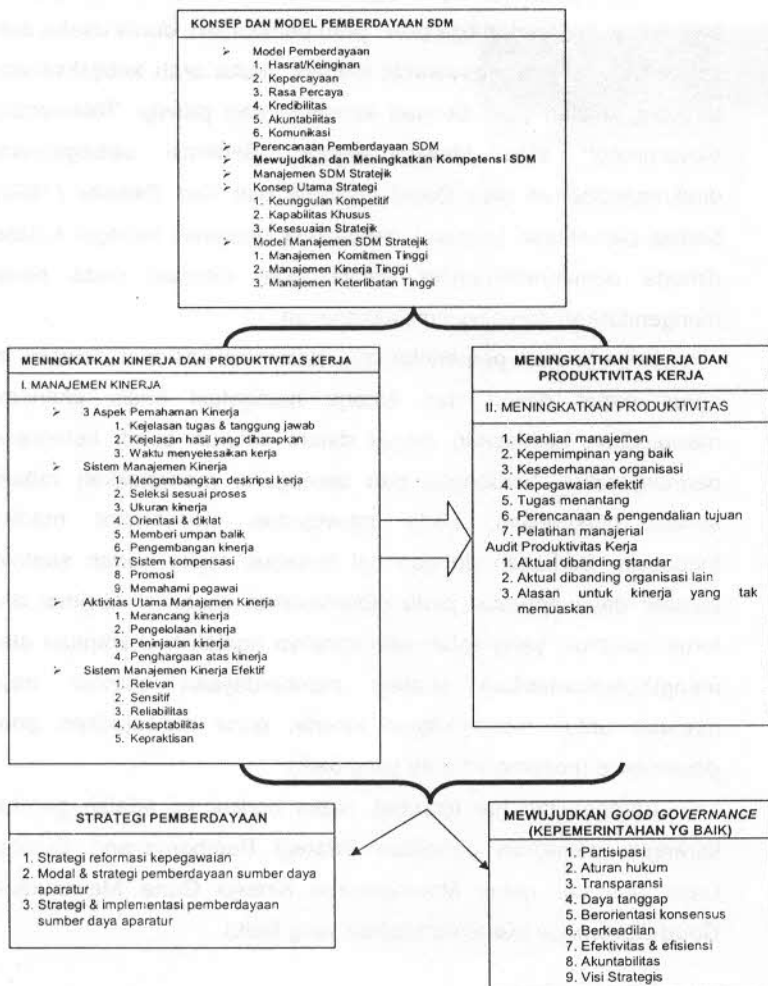 KONSEP DAN MODEL PEMBERDAYAAN SDM
➢ Model Pemberdayaan
1. Hasrat/Keinginan
2. Kepercayaan
3. Rasa Percaya
4. Kredibilitas
5. Akuntabilitas
6. Komunikasi
➢ Perencanaan Pemberdayaan SDM
➢ Mewujudkan dan Meningkatkan Kompetensi SDM
➢ Manajemen SDM Stratejik
➢ Konsep Utama Strategi
1. Keunggulan Kompetitif
2. Kapabilitas Khusus
3. Kesesuaian Stratejik
➢ Model Manajemen SDM Stratejik
1. Manajemen Komitmen Tinggi
2. Manajemen Kinerja Tinggi
3. Manajemen Keterlibatan Tinggi
MENINGKATKAN KINERJA DAN PRODUKTIVITAS KERJA
I. MANAJEMEN KINERJA
➢ 3 Aspek Pemahaman Kinerja
1. Kejelasan tugas & tanggung jawab
2. Kejelasan hasil yang diharapkan
3. Waktu menyelesaikan kerja
➢ Sistem Manajemen Kinerja
1. Mengembangkan deskripsi kerja
2. Seleksi sesuai proses
3. Ukuran kinerja
4. Orientasi & diklat
5. Memberi umpan balik
6. Pengembangan kinerja
7. Sistem kompensasi
8. Promosi
9. Memahami pegawai
➢ Aktivitas Utama Manajemen Kinerja
1. Merancang kinerja
2. Pengelolaan kinerja
3. Peninjauan kinerja
4. Penghargaan atas kinerja
➢ Sistem Manajemen Kinerja Efektif
1. Relevan
2. Sensitif
3. Reliabilitas
4. Akseptabilitas
5. Kepraktisan
MENINGKATKAN KINERJA DAN
PRODUKTIVITAS KERJA
II. MENINGKATKAN PRODUKTIVITAS
1. Keahlian manajemen
2. Kepemimpinan yang baik
3. Kesederhanaan organisasi
4. Kepegawaian efektif
5. Tugas menantang
6. Perencanaan & pengendalian tujuan
7. Pelatihan manajerial
Audit Produktivitas Kerja
1. Aktual dibanding standar
2. Aktual dibanding organisasi lain
3. Alasan untuk kinerja yang tak
memuaskan
STRATEGI PEMBERDAYAAN
1. Strategi reformasi kepegawaian
2. Modal & strategi pemberdayaan sumber daya
aparatur
3. Strategi & implementasi pemberdayaan
sumber daya aparatur
MEWUJUDKAN GOOD GOVERNANCE
(KEPEMERINTAHAN YG BAIK)
1. Partisipasi
2. Aturan hukum
3. Transparansi
4. Daya tanggap
5. Berorientasi konsensus
6. Berkeadilan
7. Efektivitas & efisiensi
8. Akuntabilitas
9. Visi Strategis